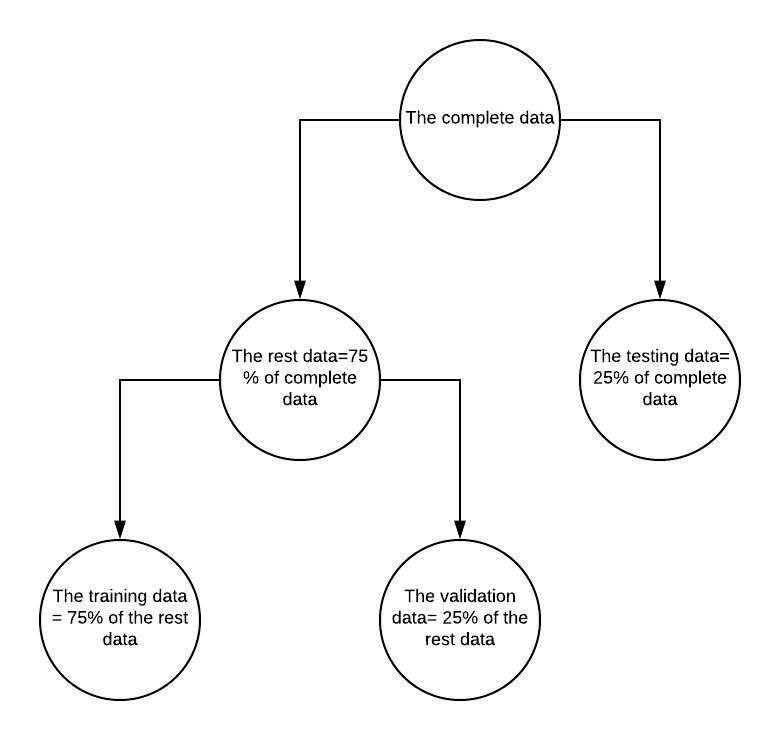 The complete data
The rest data=75
% of complete
data
The testing data=
25% of complete
data
The training data
= 75% of the rest
data
The validation
data= 25% of the
rest data